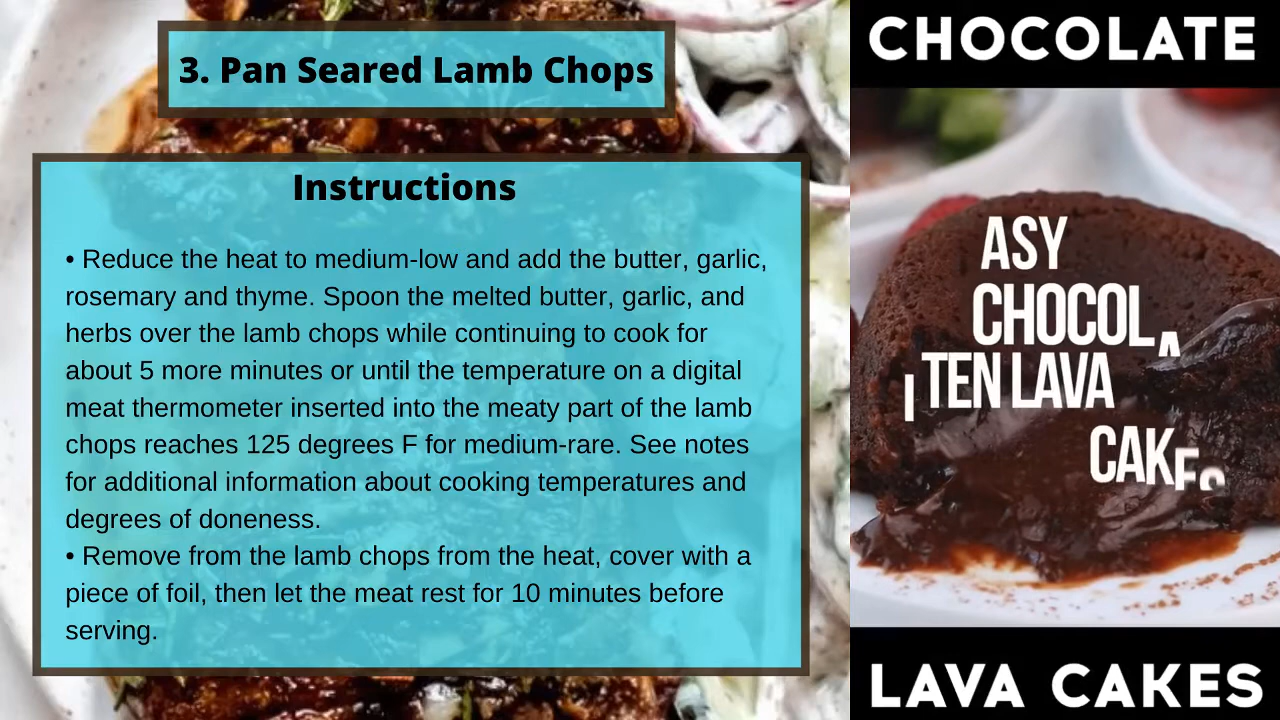 3. Pan Seared Lamb Chops
Instructions
• Reduce the heat to medium-low and add the butter, garlic,
rosemary and thyme. Spoon the melted butter, garlic, and
herbs over the lamb chops while continuing to cook for
about 5 more minutes or until the temperature on a digital
meat thermometer inserted into the meaty part of the lamb
chops reaches 125 degrees F for medium-rare. See notes
for additional information about cooking temperatures and
degrees of doneness.
• Remove from the lamb chops from the heat, cover with a
piece of foil, then let the meat rest for 10 minutes before
serving.
CHOCOLATE
ASY
CHOCOLA
TEN LAVA
CAKES
LAVA CAKES